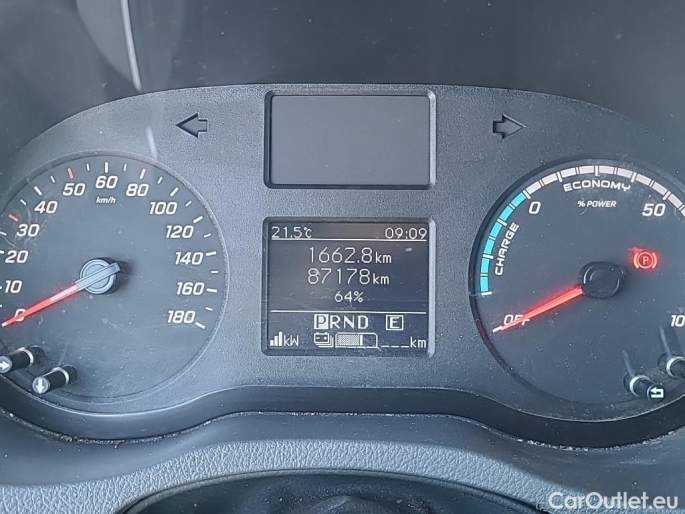 21.5°C 09:09
1662.8km
87178km
64%
PRND E
kW ___km
0 10 20 30 40 50 60 80 100 120 140 160 180
km/h
CHARGE 0 ECONOMY 50 10
% POWER
OFF
P
CarOutlet.eu